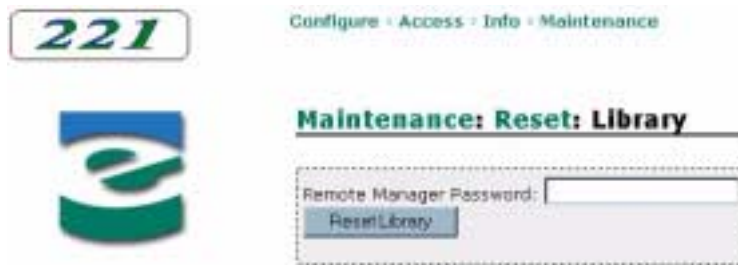 221
Configure · Access · Info · Maintenance
Maintenance: Reset: Library
Remote Manager Password:
Reset Library